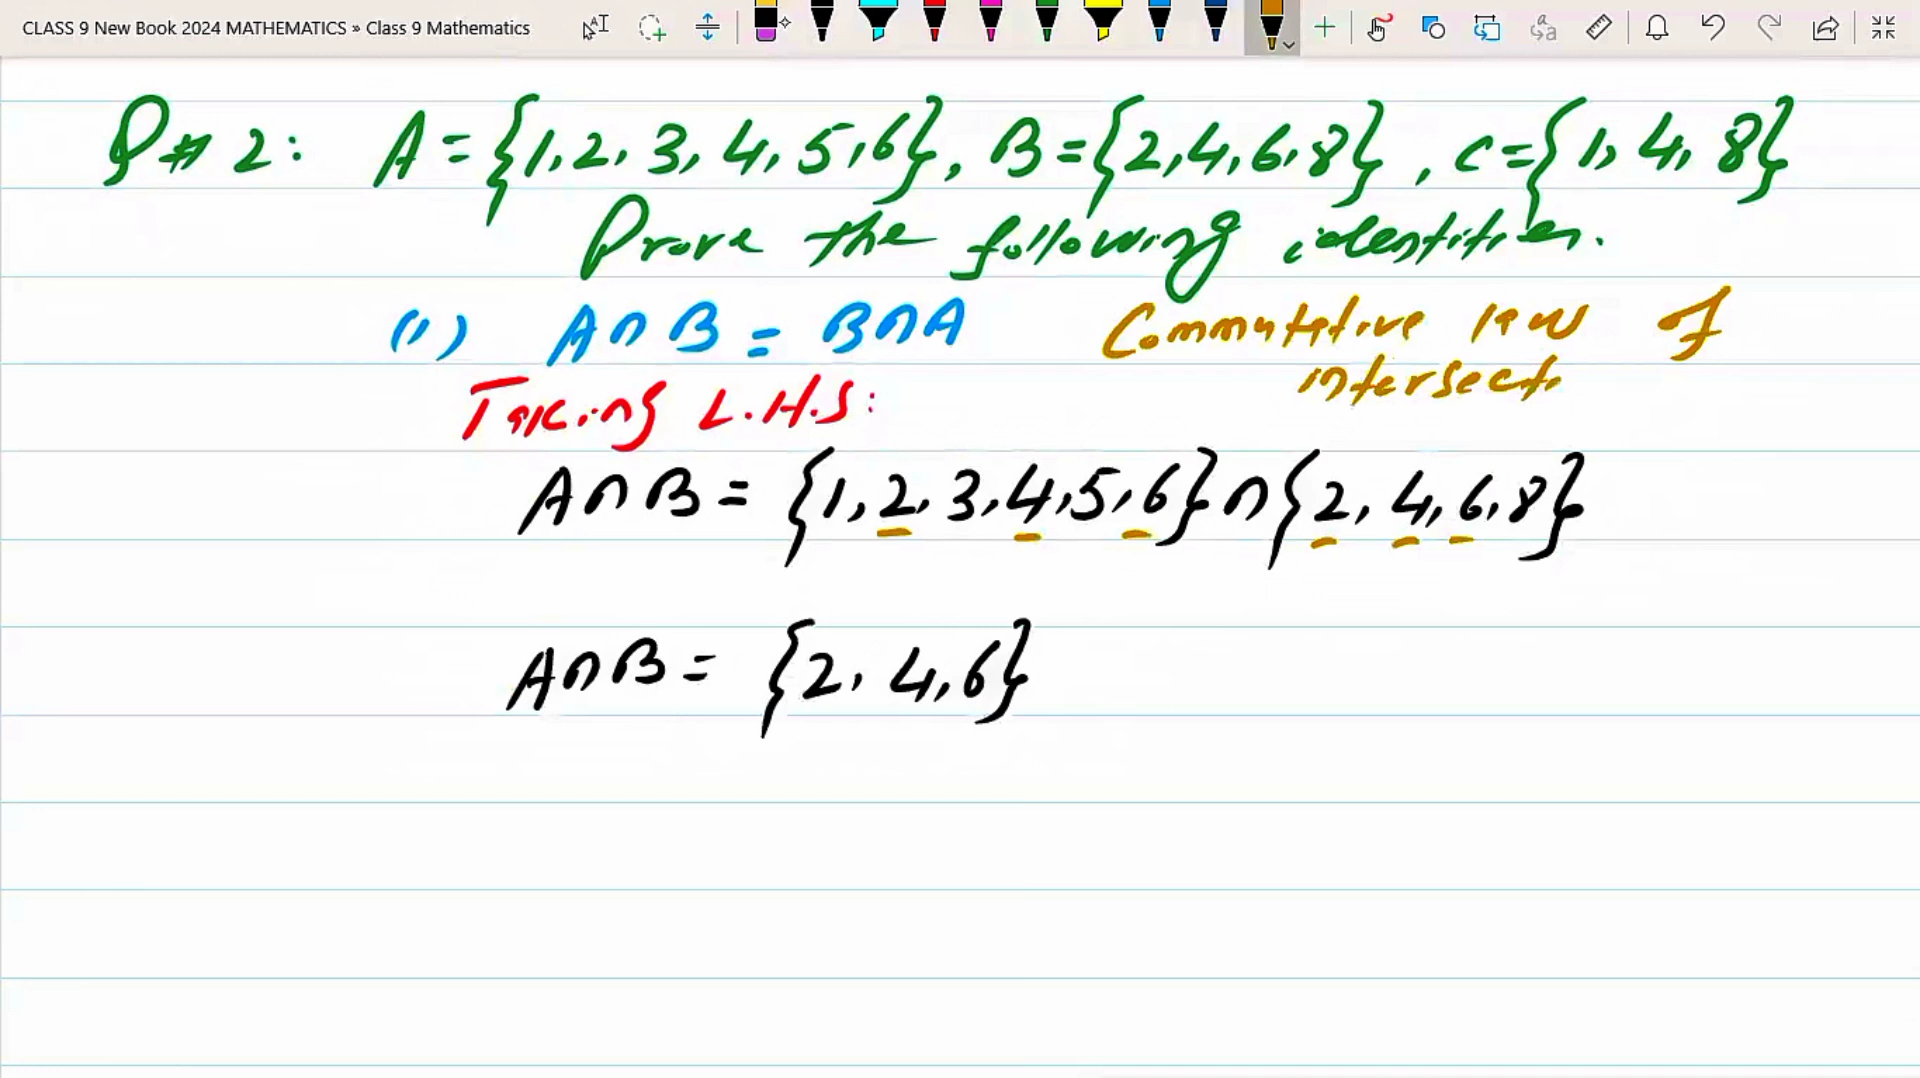 CLASS 9 New Book 2024 MATHEMATICS » Class 9 Mathematics
Q # 2: A = {1, 2, 3, 4, 5, 6}, B = {2, 4, 6, 8}, C = {1, 4, 8}
Prove the following identities.
(1) A∩B = B∩A Commutative law of
intersect.
Taking L.H.S:
A∩B = {1, 2, 3, 4, 5, 6} ∩ {2, 4, 6, 8}
A∩B = {2, 4, 6}